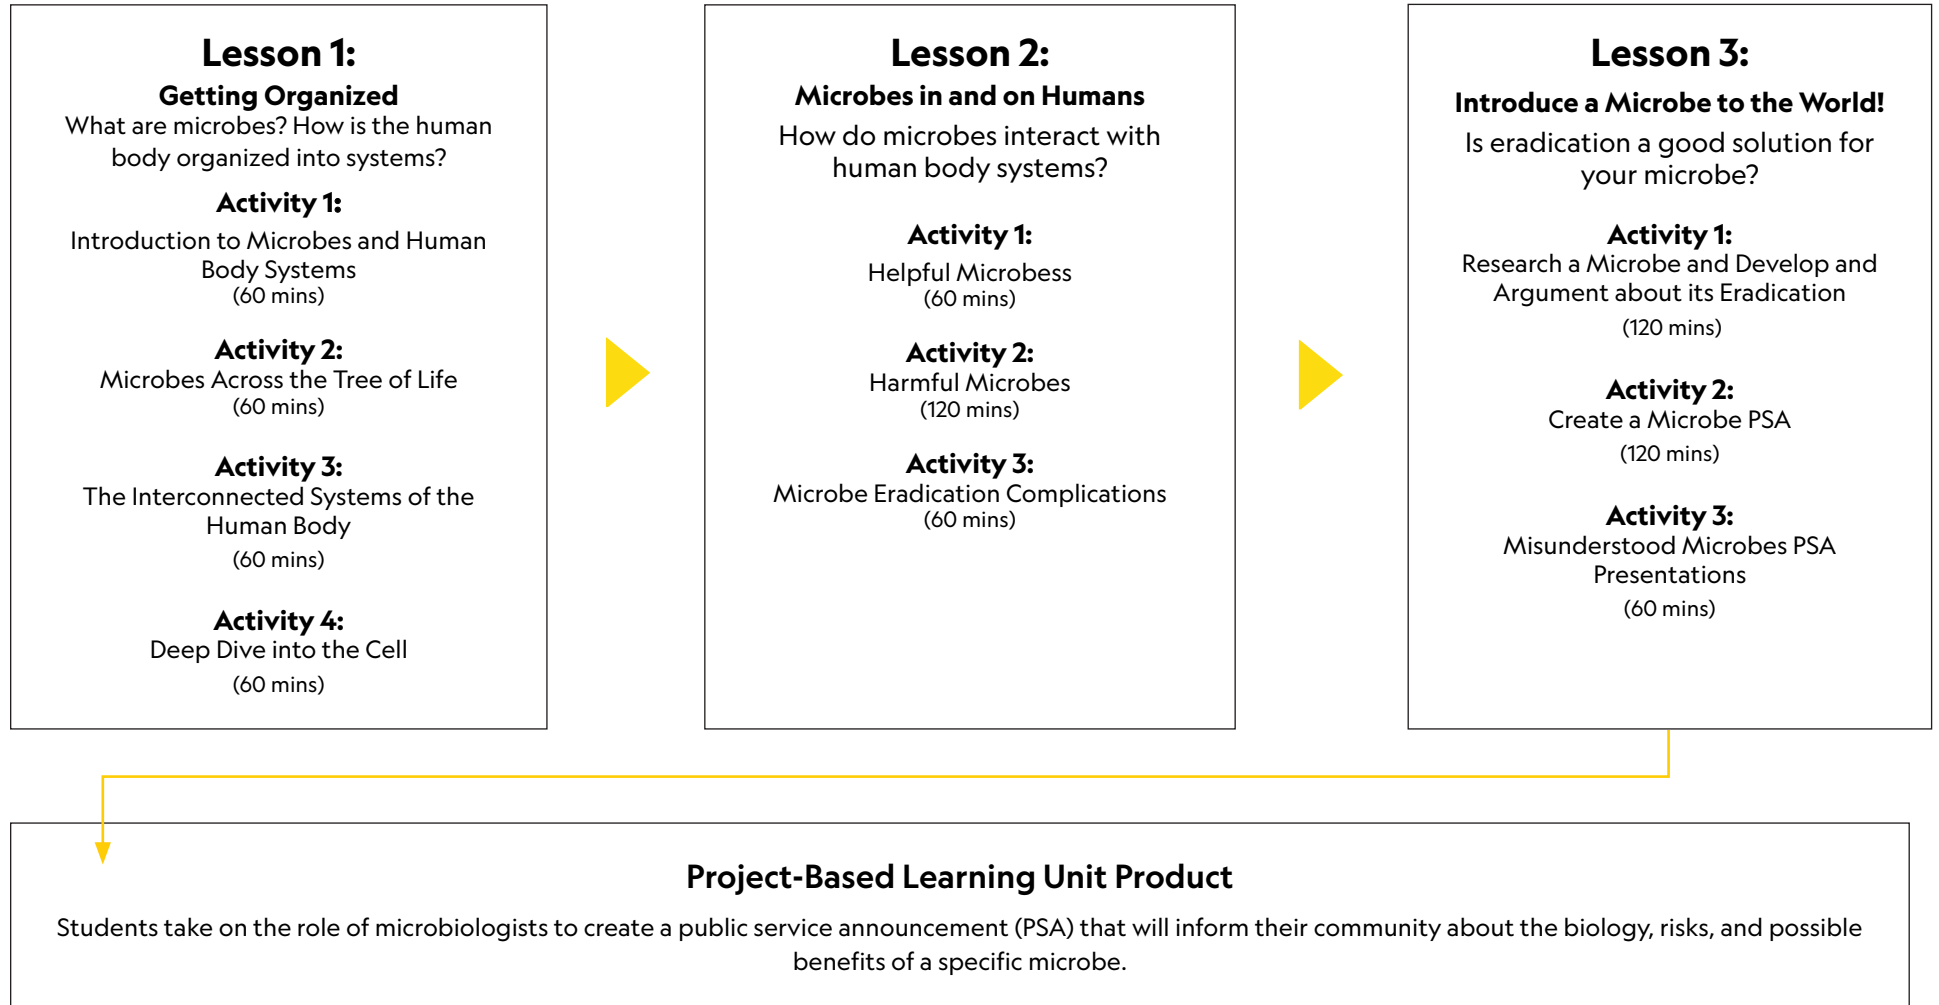 Lesson 1:
Getting Organized
What are microbes? How is the human
body organized into systems?
Activity 1:
Introduction to Microbes and Human
Body Systems
(60 mins)
Activity 2:
Microbes Across the Tree of Life
(60 mins)
Activity 3:
The Interconnected Systems of the
Human Body
(60 mins)
Activity 4:
Deep Dive into the Cell
(60 mins)
Lesson 2:
Microbes in and on Humans
How do microbes interact with
human body systems?
Activity 1:
Helpful Microbess
(60 mins)
Activity 2:
Harmful Microbes
(120 mins)
Activity 3:
Microbe Eradication Complications
(60 mins)
Lesson 3:
Introduce a Microbe to the World!
Is eradication a good solution for
your microbe?
Activity 1:
Research a Microbe and Develop and
Argument about its Eradication
(120 mins)
Activity 2:
Create a Microbe PSA
(120 mins)
Activity 3:
Misunderstood Microbes PSA
Presentations
(60 mins)
Project-Based Learning Unit Product
Students take on the role of microbiologists to create a public service announcement (PSA) that will inform their community about the biology, risks, and possible
benefits of a specific microbe.